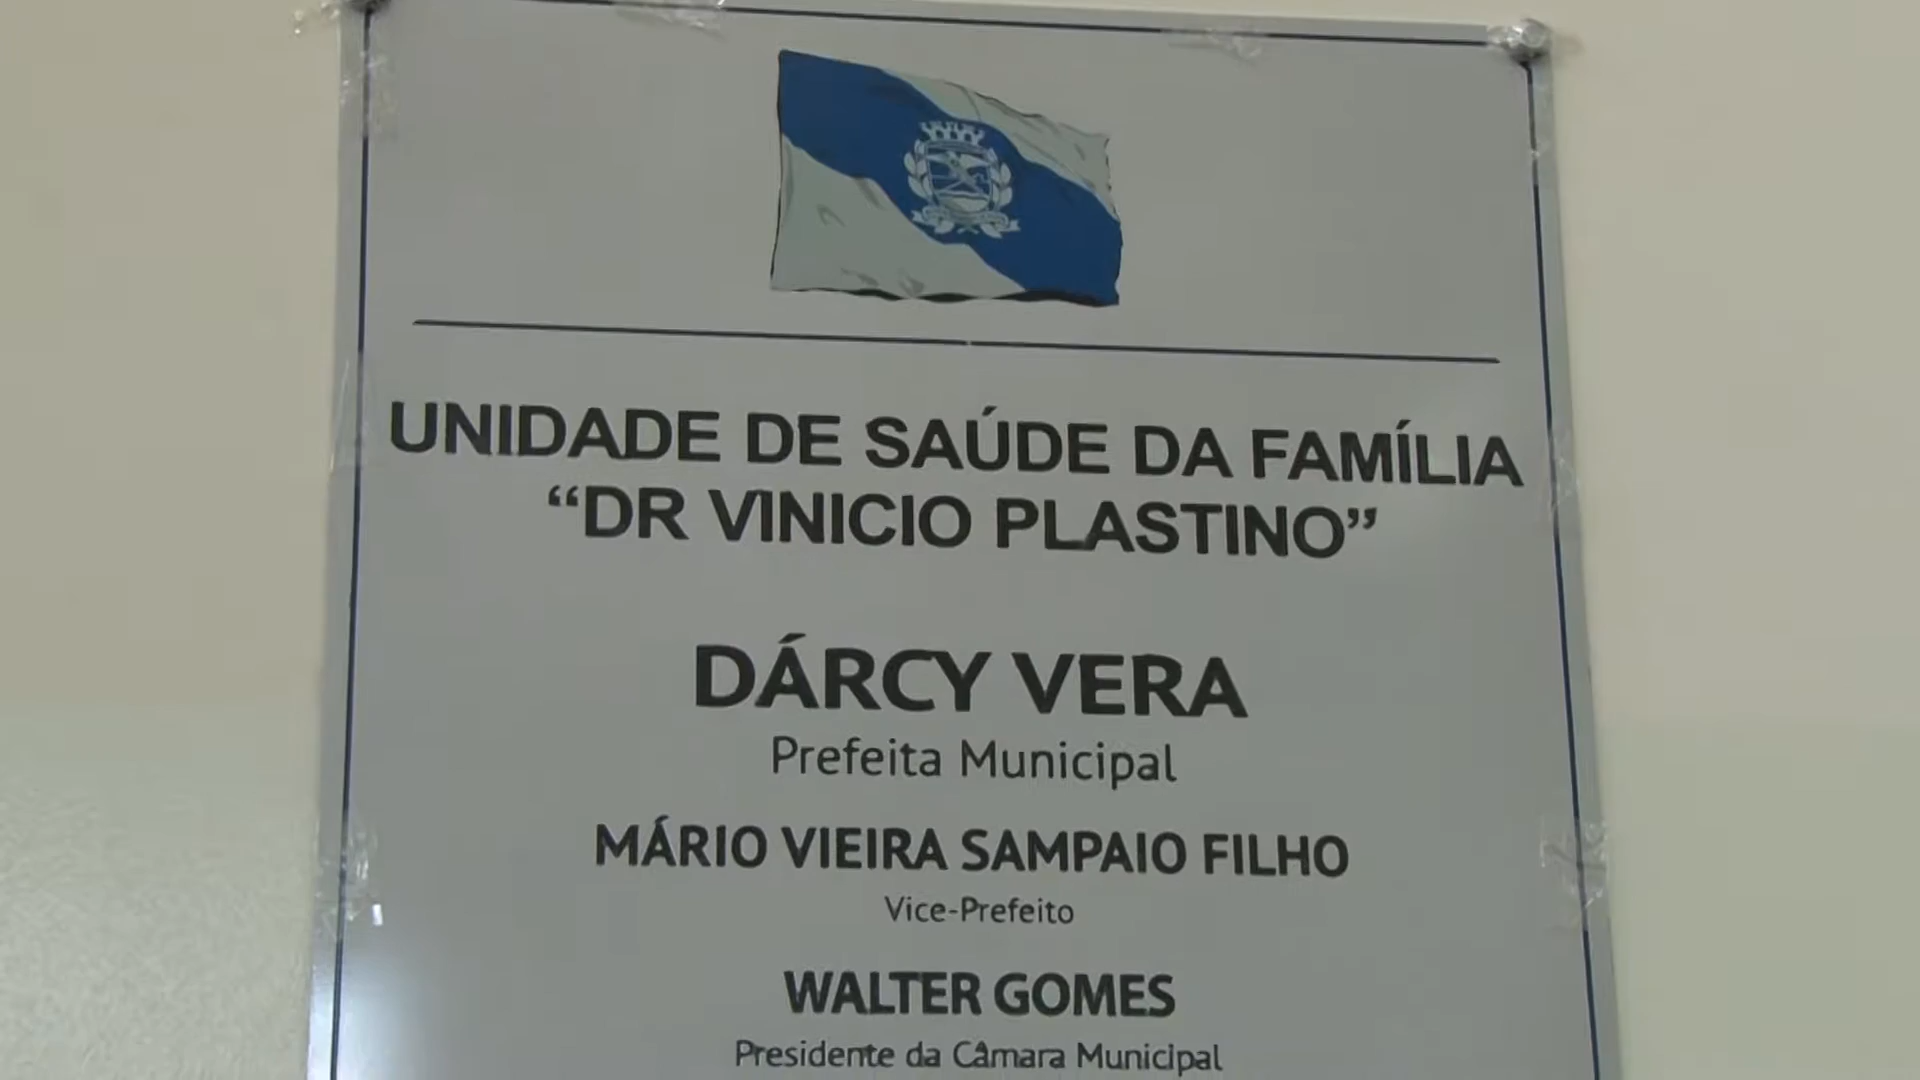 UNIDADE DE SAÚDE DA FAMÍLIA
“DR VINICIO PLASTINO”
DÁRCY VERA
Prefeita Municipal
MÁRIO VIEIRA SAMPAIO FILHO
Vice-Prefeito
WALTER GOMES
Presidente da Câmara Municipal